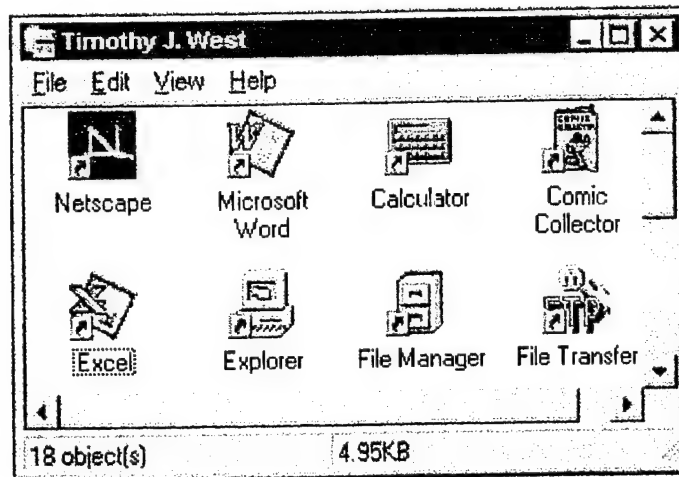 Timothy J. West
File Edit View Help
Netscape Microsoft Word Calculator Comic Collector
Excel Explorer File Manager File Transfer
18 object(s) 4.95KB